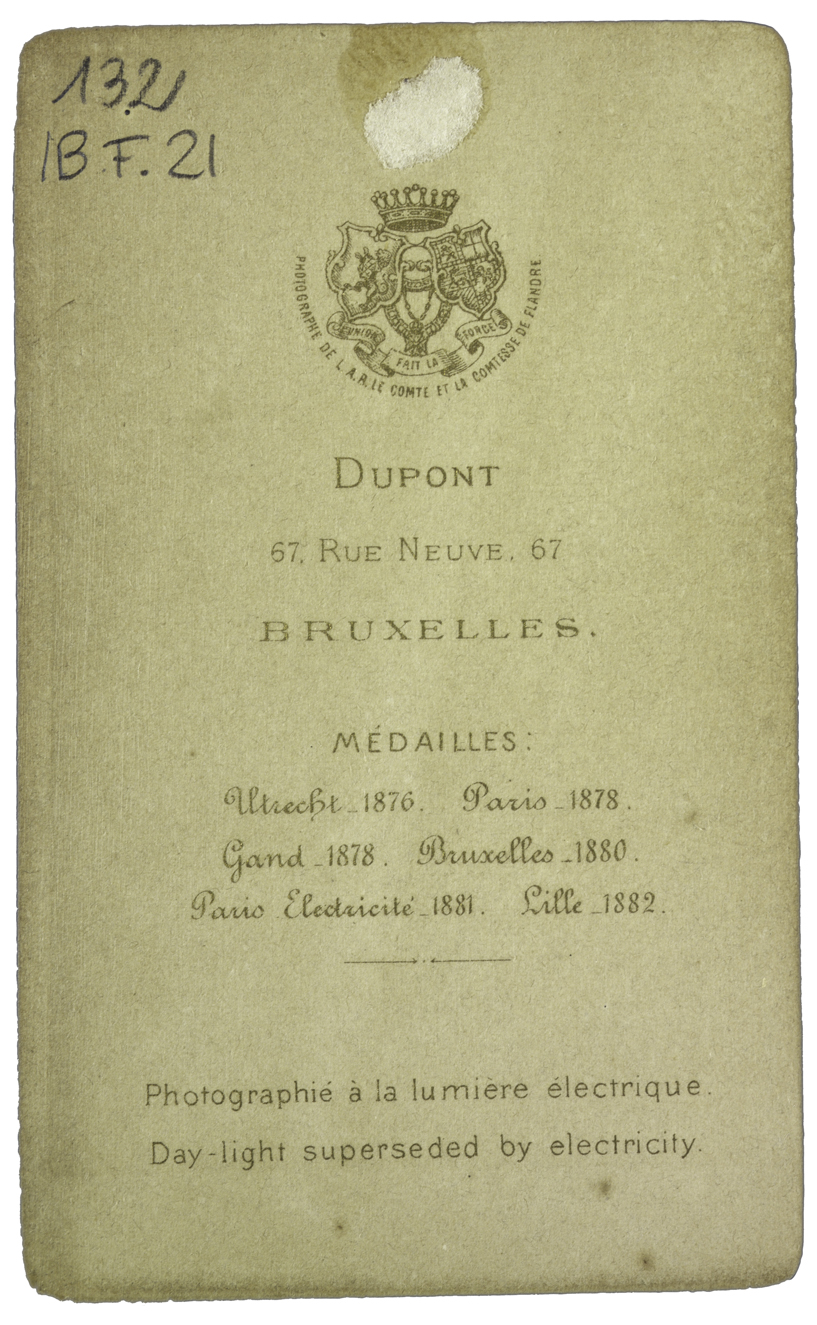 132
IB.F. 21
PHOTOGRAPHE DE L.A.R. LE COMTE ET LA COMTESSE DE FLANDRE
L'UNION FAIT LA FORCE
DUPONT
67, RUE NEUVE, 67
BRUXELLES.
MÉDAILLES:
Utrecht_1876. Paris_1878.
Gand_1878. Bruxelles_1880.
Paris Electricité_1881. Lille_1882.
Photographié à la lumière électrique.
Day-light superseded by electricity.